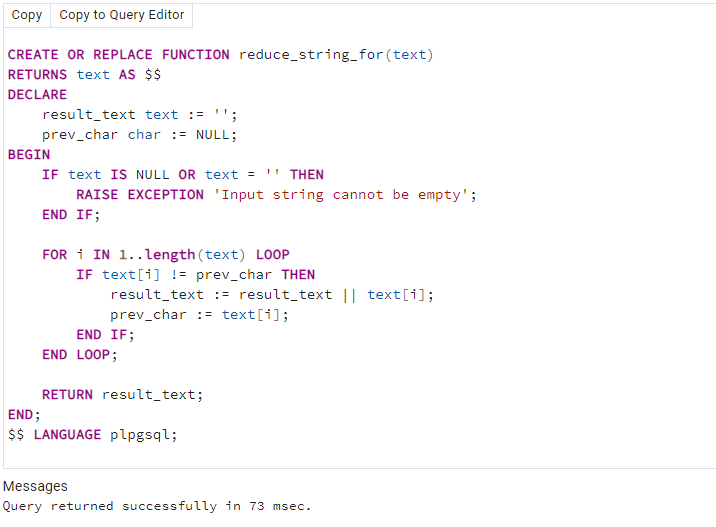 Copy Copy to Query Editor
CREATE OR REPLACE FUNCTION reduce_string_for(text)
RETURNS text AS $$
DECLARE
    result_text text := '';
    prev_char char := NULL;
BEGIN
    IF text IS NULL OR text = '' THEN
        RAISE EXCEPTION 'Input string cannot be empty';
    END IF;

    FOR i IN 1..length(text) LOOP
        IF text[i] != prev_char THEN
            result_text := result_text || text[i];
            prev_char := text[i];
        END IF;
    END LOOP;

    RETURN result_text;
END;
$$ LANGUAGE plpgsql;
Messages
Query returned successfully in 73 msec.